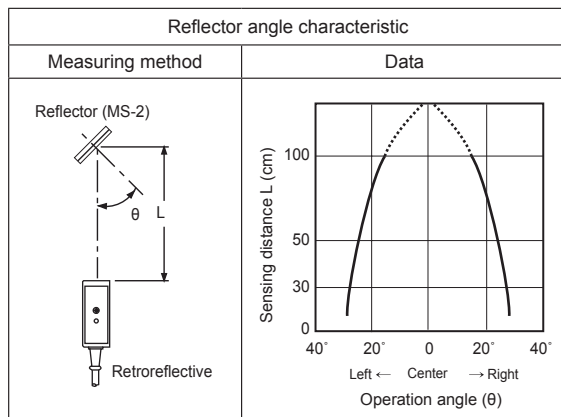 Reflector angle characteristic
Measuring method
Data
Reflector (MS-2)
θ
L
Retroreflective
Sensing distance L (cm)
100
50
30
0
40° 20° 0 20° 40°
Left ← Center → Right
Operation angle (θ)